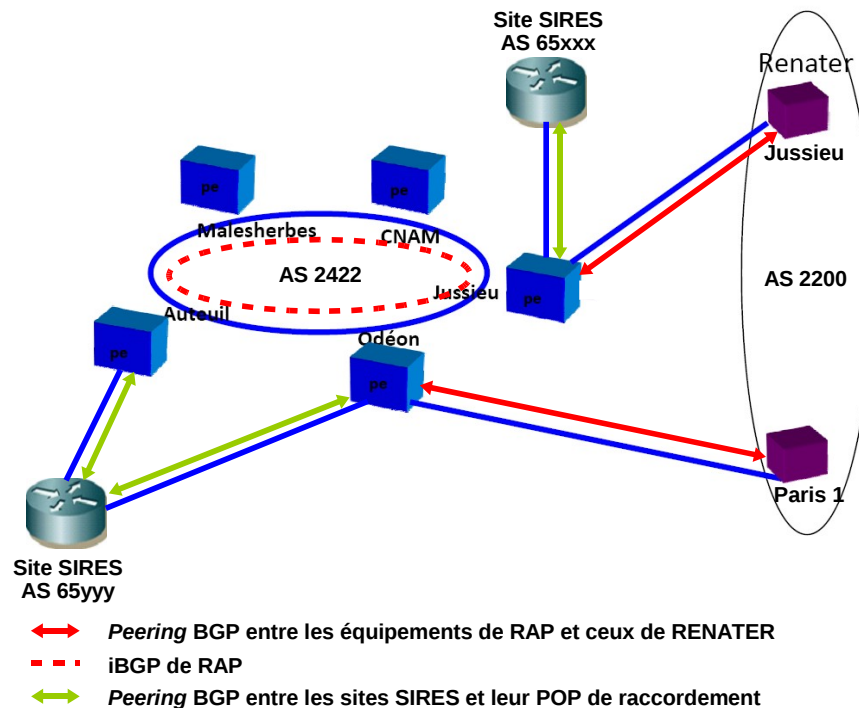 Site SIRES
AS 65xxx
Renater
Jussieu
pe
pe
Malesherbes
CNAM
AS 2422
Jussieu
pe
AS 2200
Auteuil
Odéon
pe
pe
Paris 1
Site SIRES
AS 65yyy
Peering BGP entre les équipements de RAP et ceux de RENATER
iBGP de RAP
Peering BGP entre les sites SIRES et leur POP de raccordement